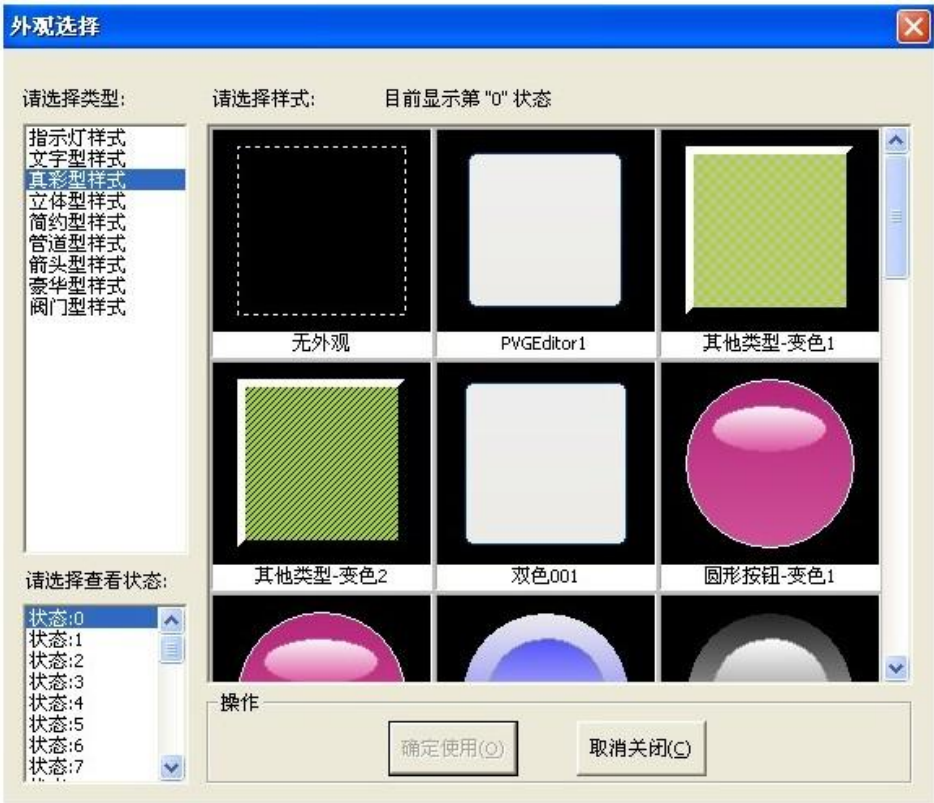 外观选择
请选择类型:
请选择样式:
目前显示第 "0" 状态
指示灯样式
文字型样式
真彩型样式
立体型样式
简约型样式
管道型样式
箭头型样式
豪华型样式
阀门型样式
无外观
PVGEditor1
其他类型-变色1
其他类型-变色2
双色001
圆形按钮-变色1
请选择查看状态:
状态:0
状态:1
状态:2
状态:3
状态:4
状态:5
状态:6
状态:7
操作
确定使用(O)
取消关闭(C)